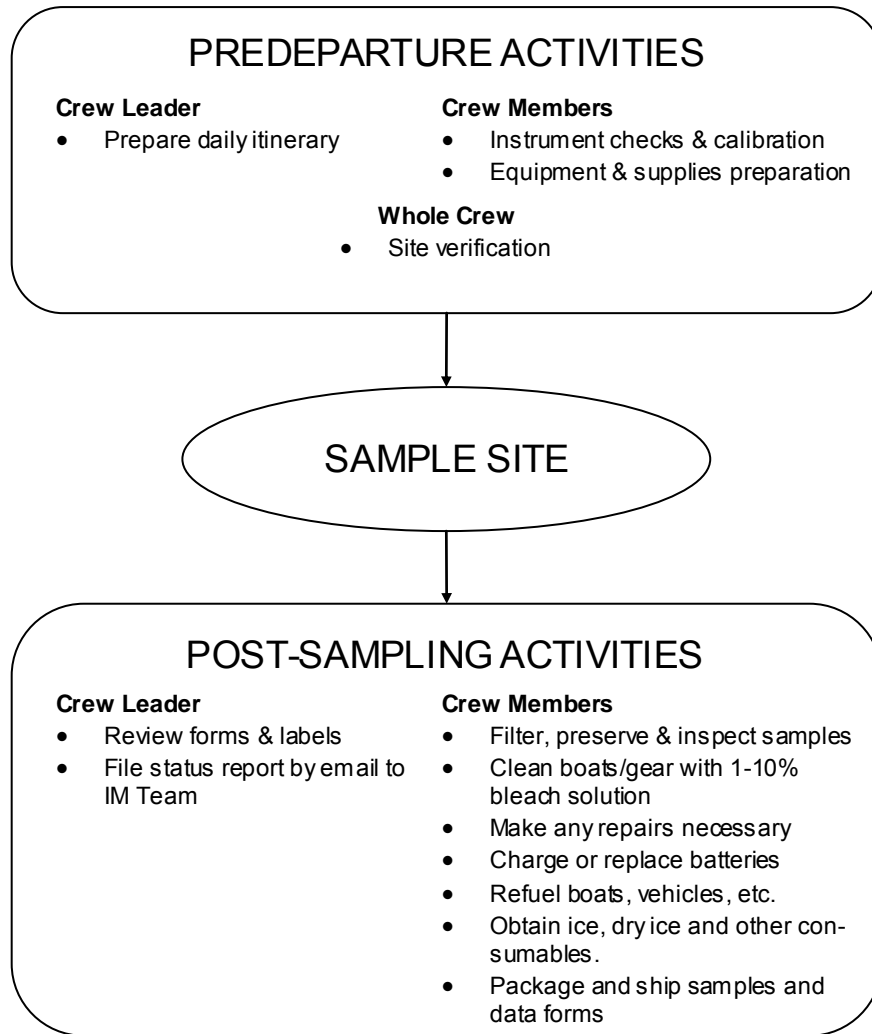 PREDEPARTURE ACTIVITIES
Crew Leader
• Prepare daily itinerary
Crew Members
• Instrument checks & calibration
• Equipment & supplies preparation
Whole Crew
• Site verification
SAMPLE SITE
POST-SAMPLING ACTIVITIES
Crew Leader
• Review forms & labels
• File status report by email to
IM Team
Crew Members
• Filter, preserve & inspect samples
• Clean boats/gear with 1-10%
bleach solution
• Make any repairs necessary
• Charge or replace batteries
• Refuel boats, vehicles, etc.
• Obtain ice, dry ice and other con-
sumables.
• Package and ship samples and
data forms